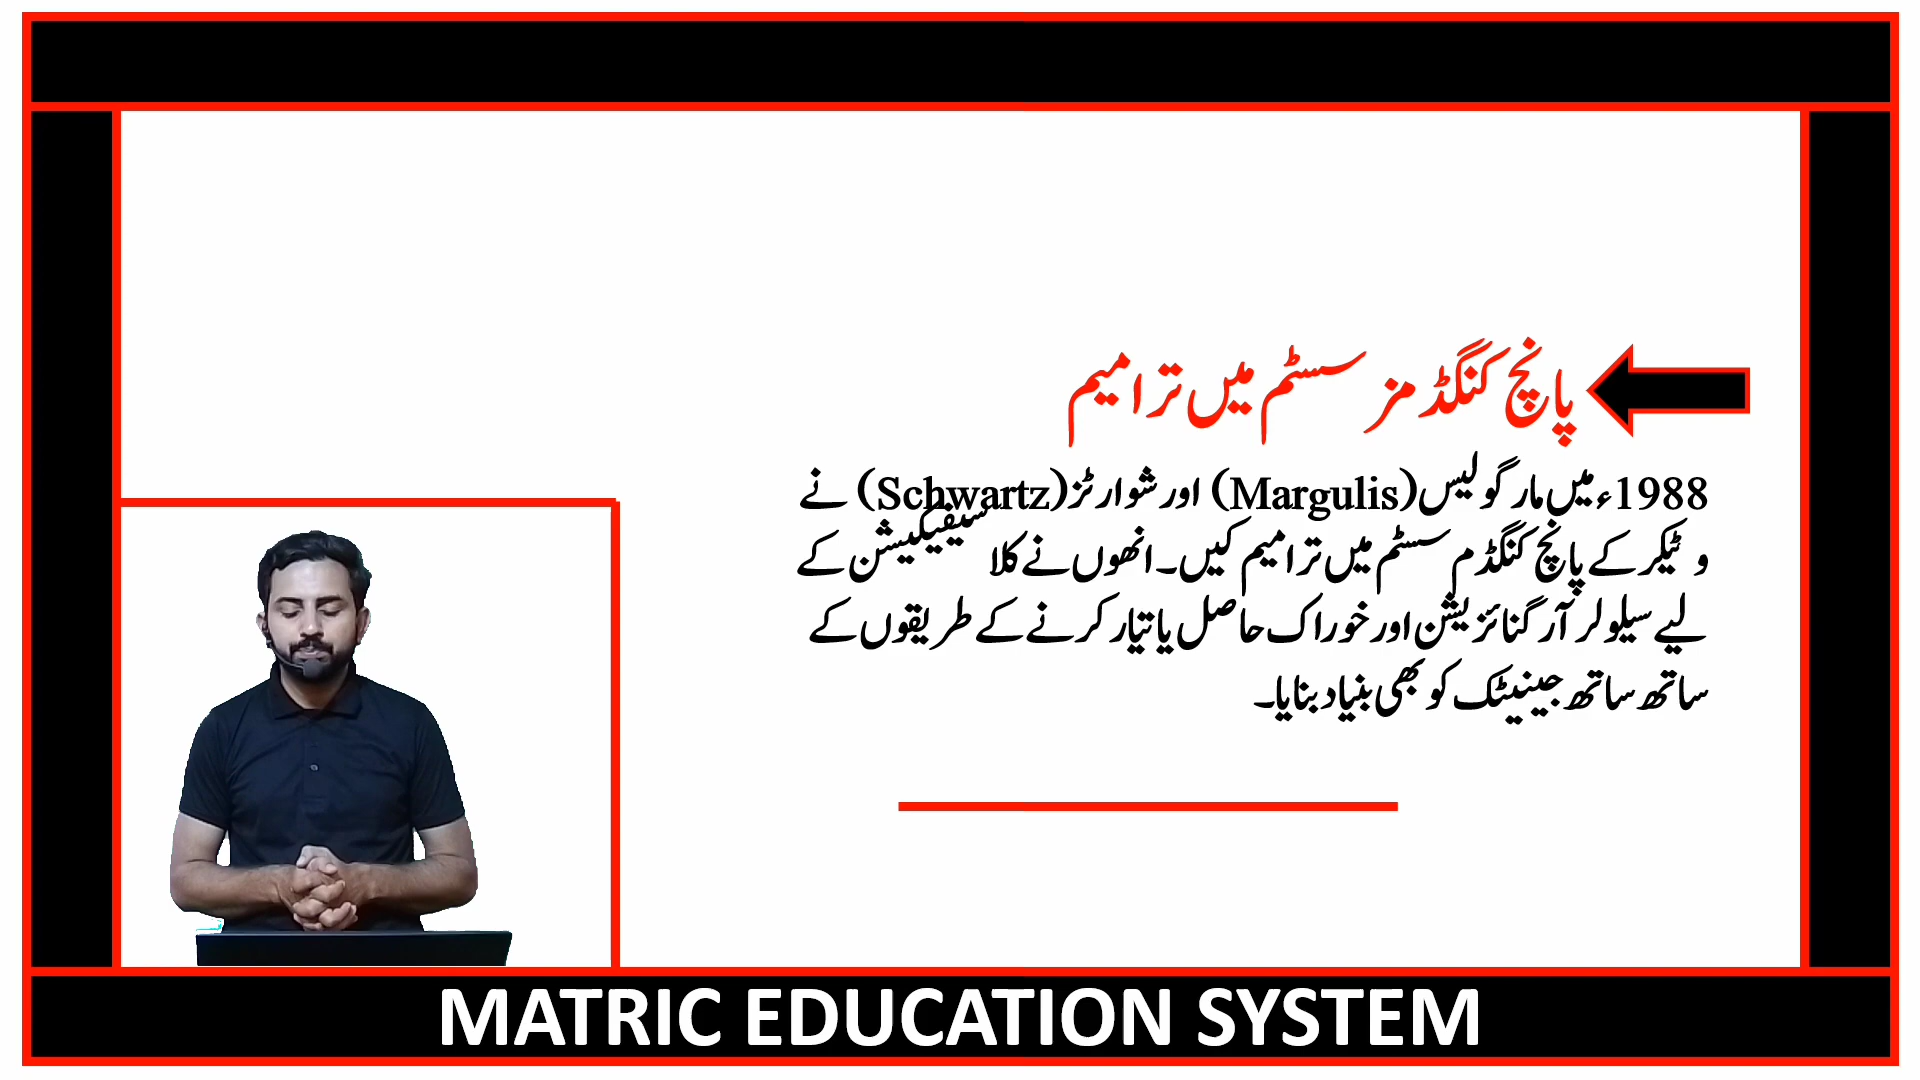 پانچ کنگڈمز سسٹم میں ترامیم
1988ء میں مارگولیس (Margulis) اور شوارٹز (Schwartz) نے
وٹیکر کے پانچ کنگڈم سسٹم میں ترامیم کیں۔ انھوں نے کلاسیفیکیشن کے
لیے سیلولر آرگنائزیشن اور خوراک حاصل یا تیار کرنے کے طریقوں کے
ساتھ ساتھ جینیٹک کو بھی بنیاد بنایا۔
MATRIC EDUCATION SYSTEM